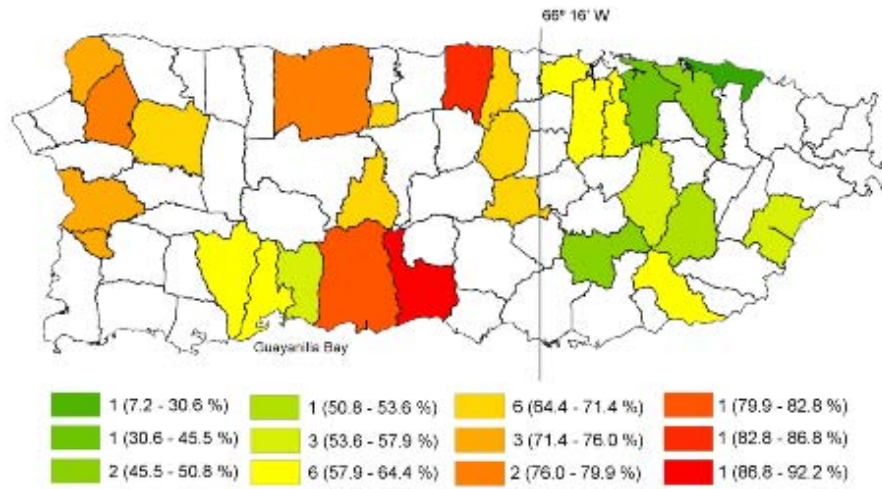 66º 16' W
Guayanilla Bay
1 (7.2 - 30.6 %)
1 (30.6 - 45.5 %)
2 (45.5 - 50.8 %)
1 (50.8 - 53.6 %)
3 (53.6 - 57.9 %)
6 (57.9 - 64.4 %)
6 (64.4 - 71.4 %)
3 (71.4 - 76.0 %)
2 (76.0 - 79.9 %)
1 (79.9 - 82.8 %)
1 (82.8 - 86.8 %)
1 (86.8 - 92.2 %)